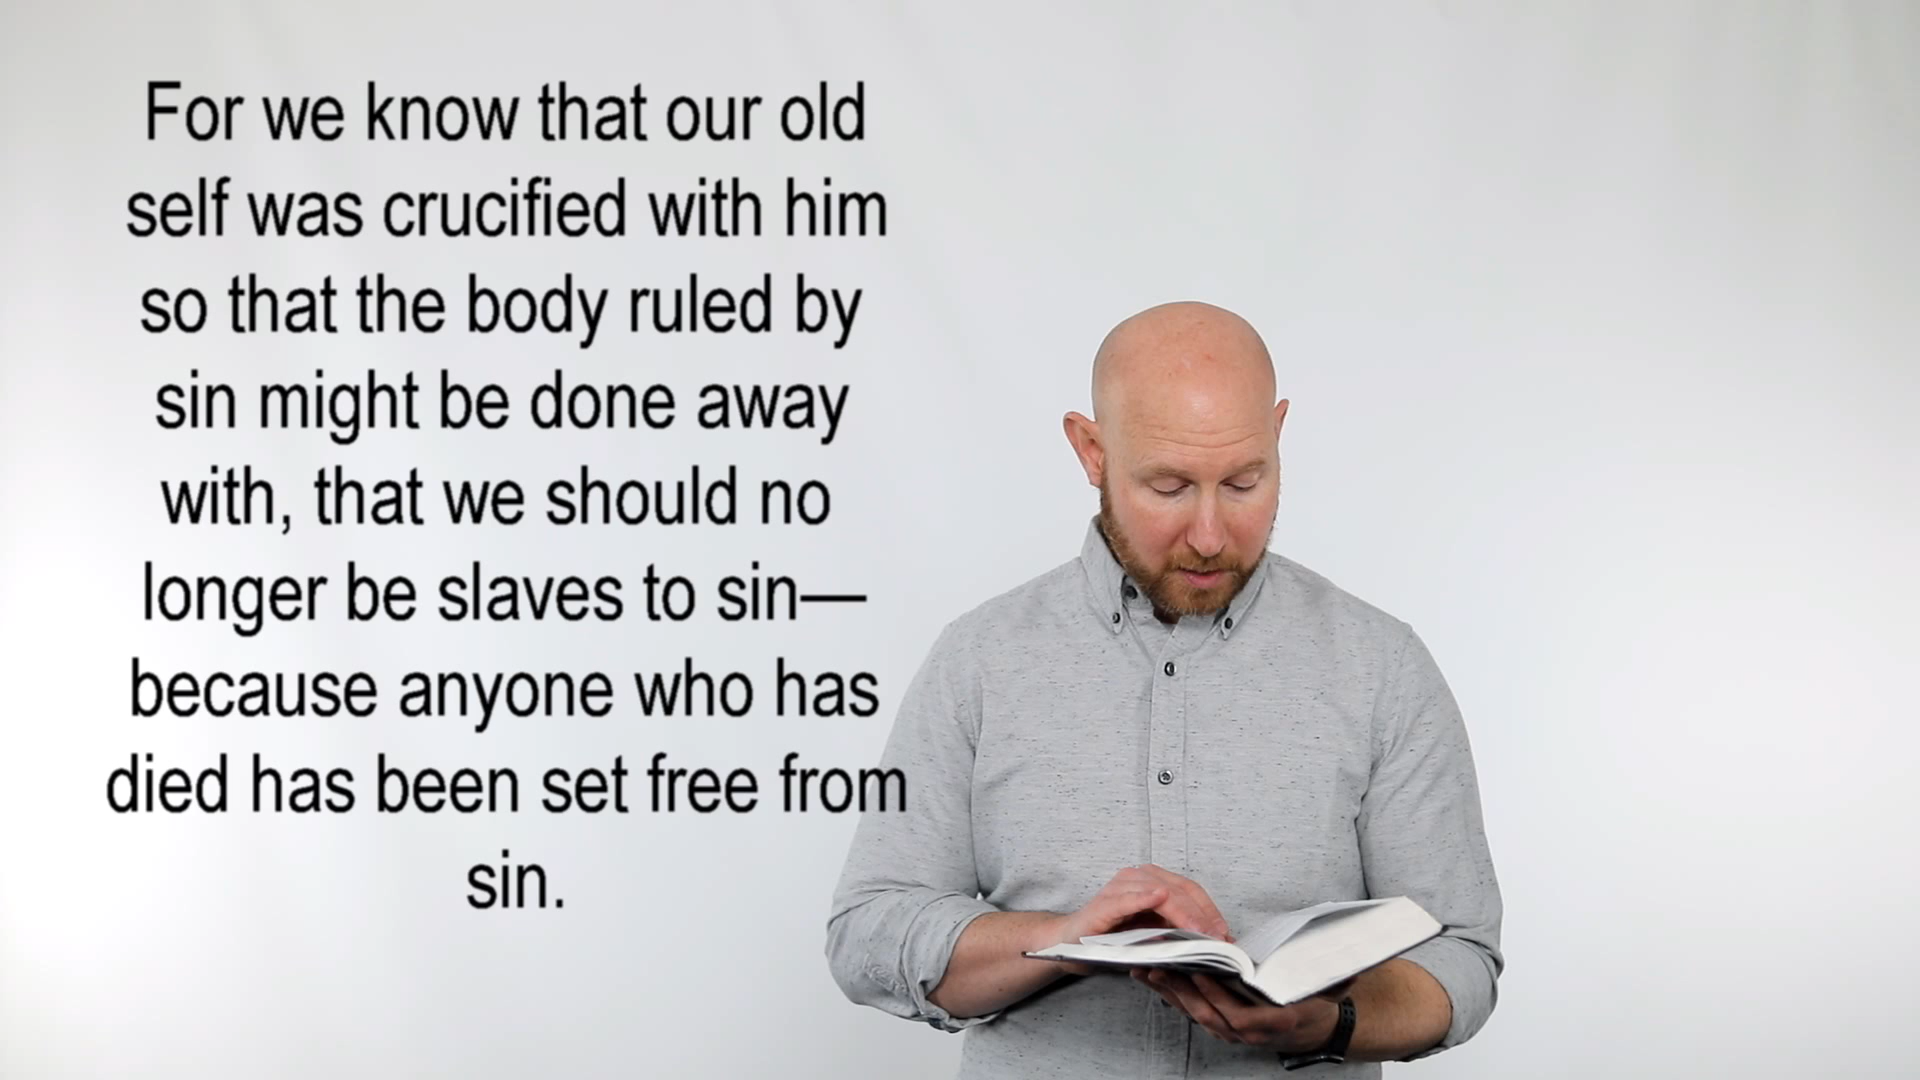 For we know that our old
self was crucified with him
so that the body ruled by
sin might be done away
with, that we should no
longer be slaves to sin—
because anyone who has
died has been set free from
sin.